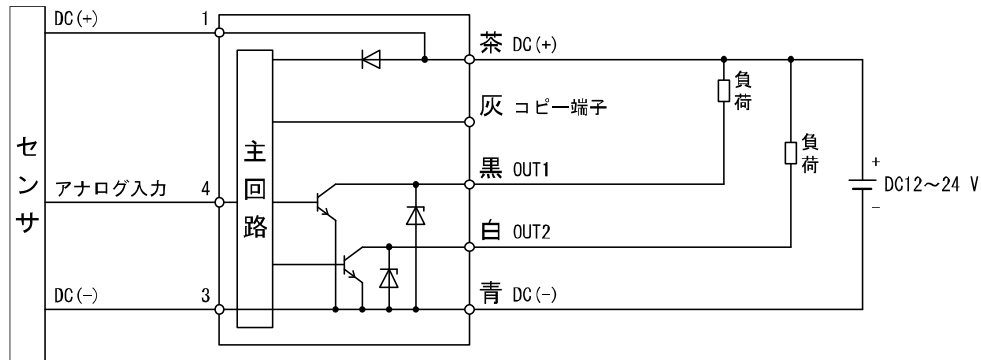 センサ
DC(+)
1
アナログ入力
4
DC(−)
3
主回路
茶 DC(+)
灰 コピー端子
黒 OUT1
白 OUT2
青 DC(−)
負荷
負荷
+
DC12〜24 V
−